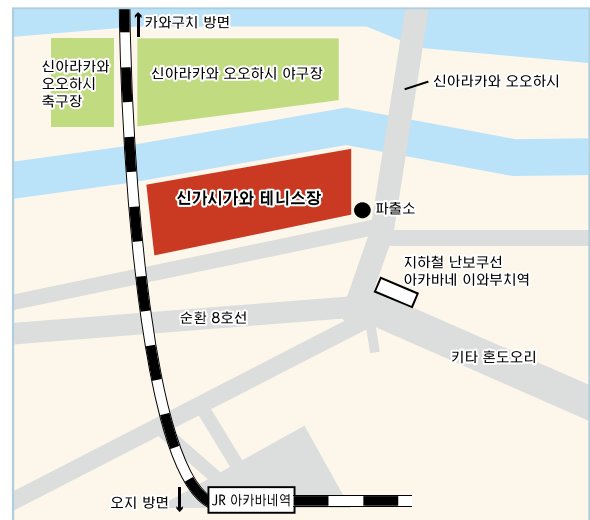 카와구치 방면
신아라카와
오오하시
축구장
신아라카와 오오하시 야구장
신아라카와 오오하시
신가시가와 테니스장
파출소
지하철 난보쿠선
아카바네 이와부치역
순환 8호선
키타 혼도오리
오지 방면
JR 아카바네역